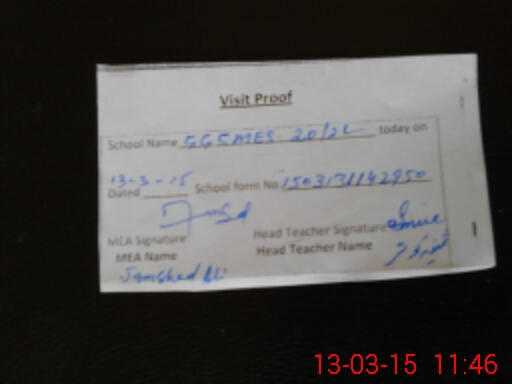 Visit Proof
School Name GGSMES. 20/2L today on
13-3-15
Dated School form No 1503131142950
MEA Signature Head Teacher Signature
MEA Name Head Teacher Name
Jamshed Ali
13-03-15 11:46